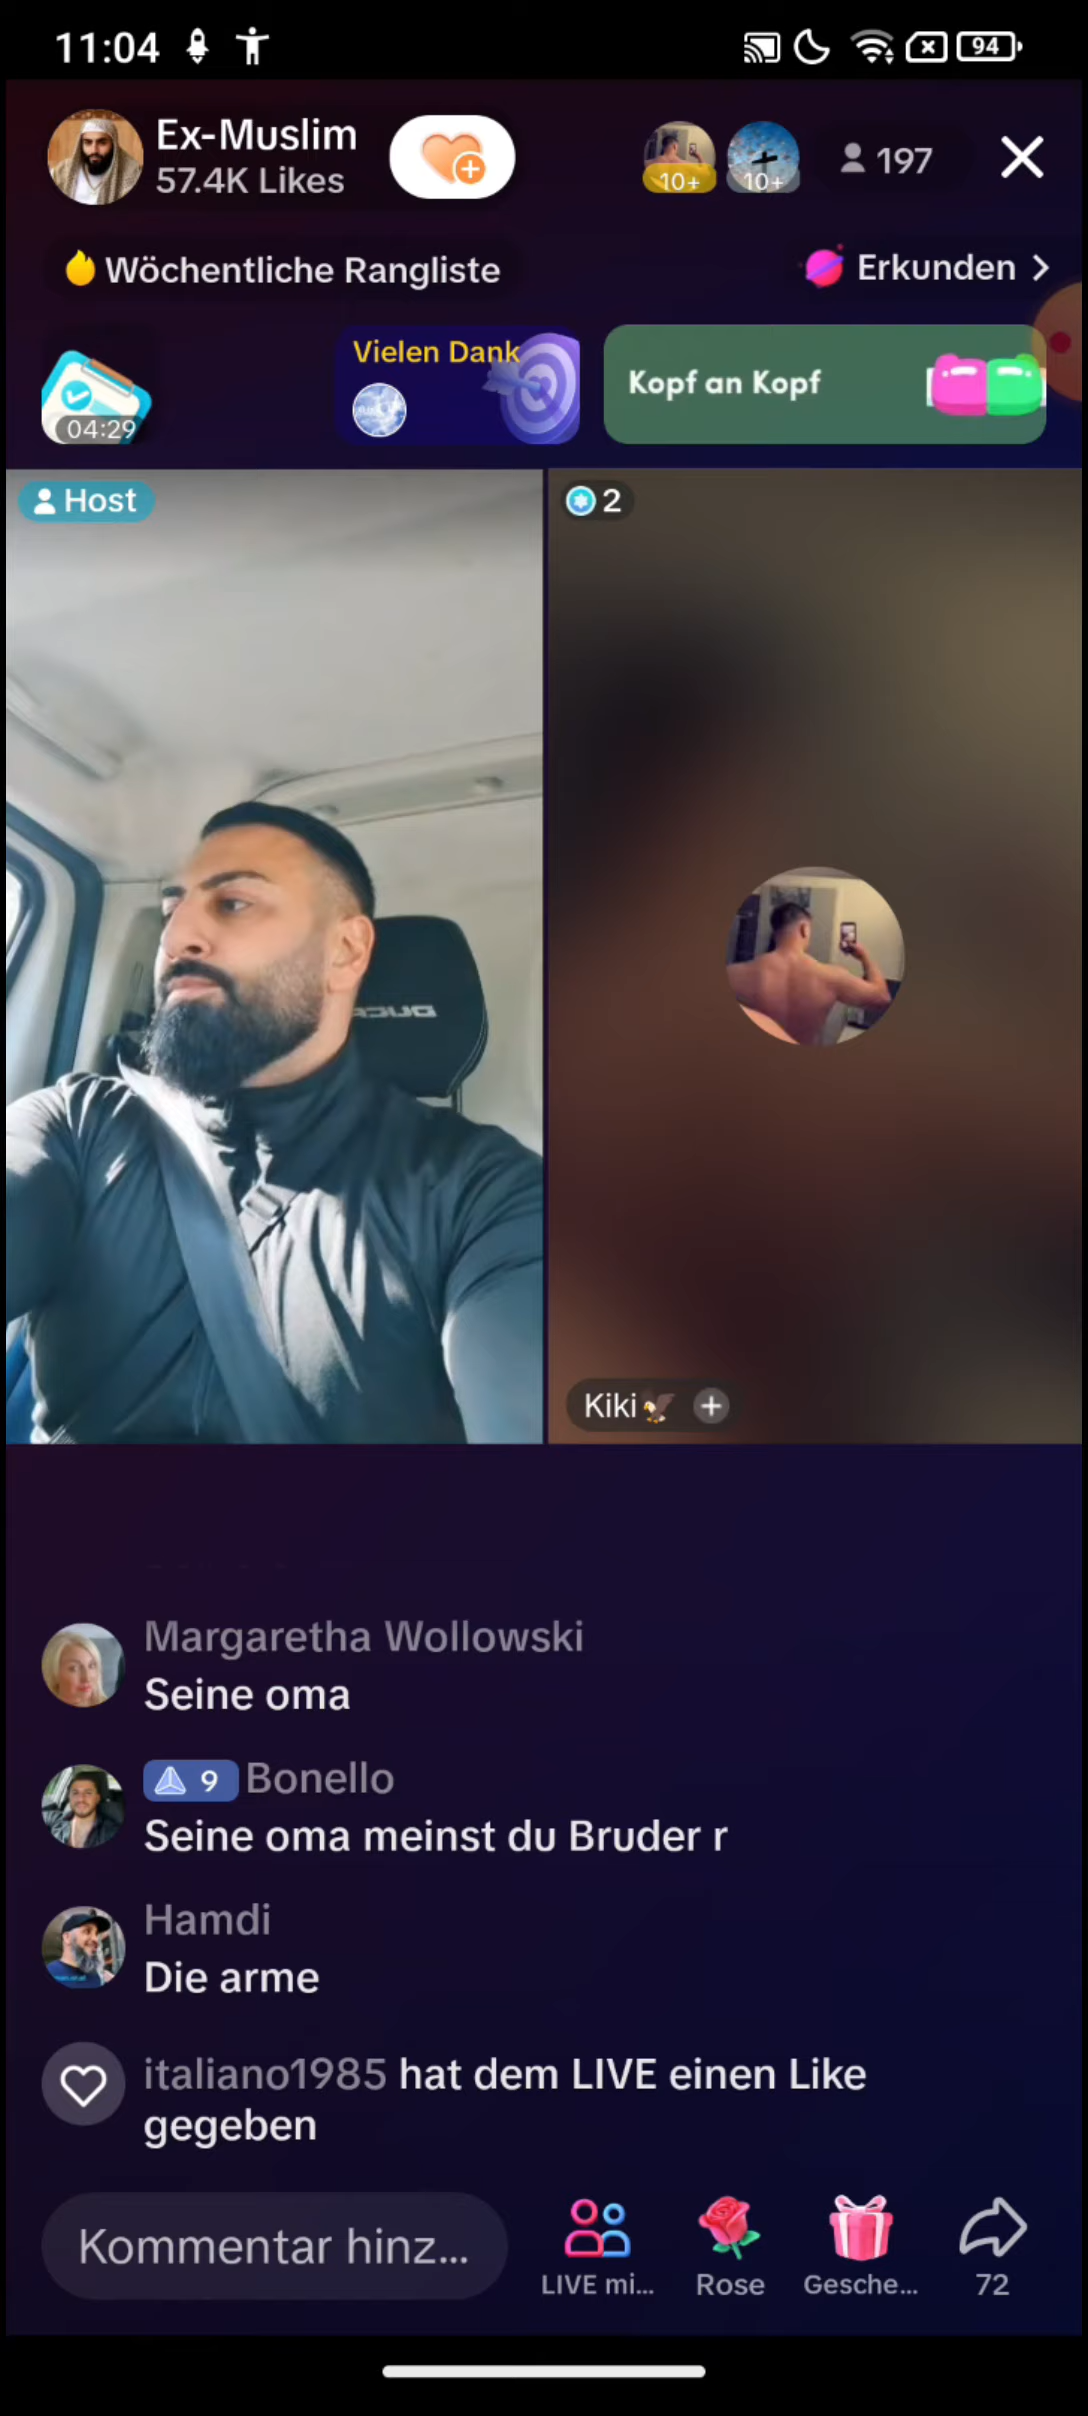 11:04
94
Ex-Muslim
57.4K Likes
10+
10+
197
Wöchentliche Rangliste
Erkunden >
04:29
Vielen Dank
Kopf an Kopf
Host
2
Kiki
Margaretha Wollowski
Seine oma
9 Bonello
Seine oma meinst du Bruder r
Hamdi
Die arme
italiano1985 hat dem LIVE einen Like
gegeben
Kommentar hinz...
LIVE mi...
Rose
Gesche...
72